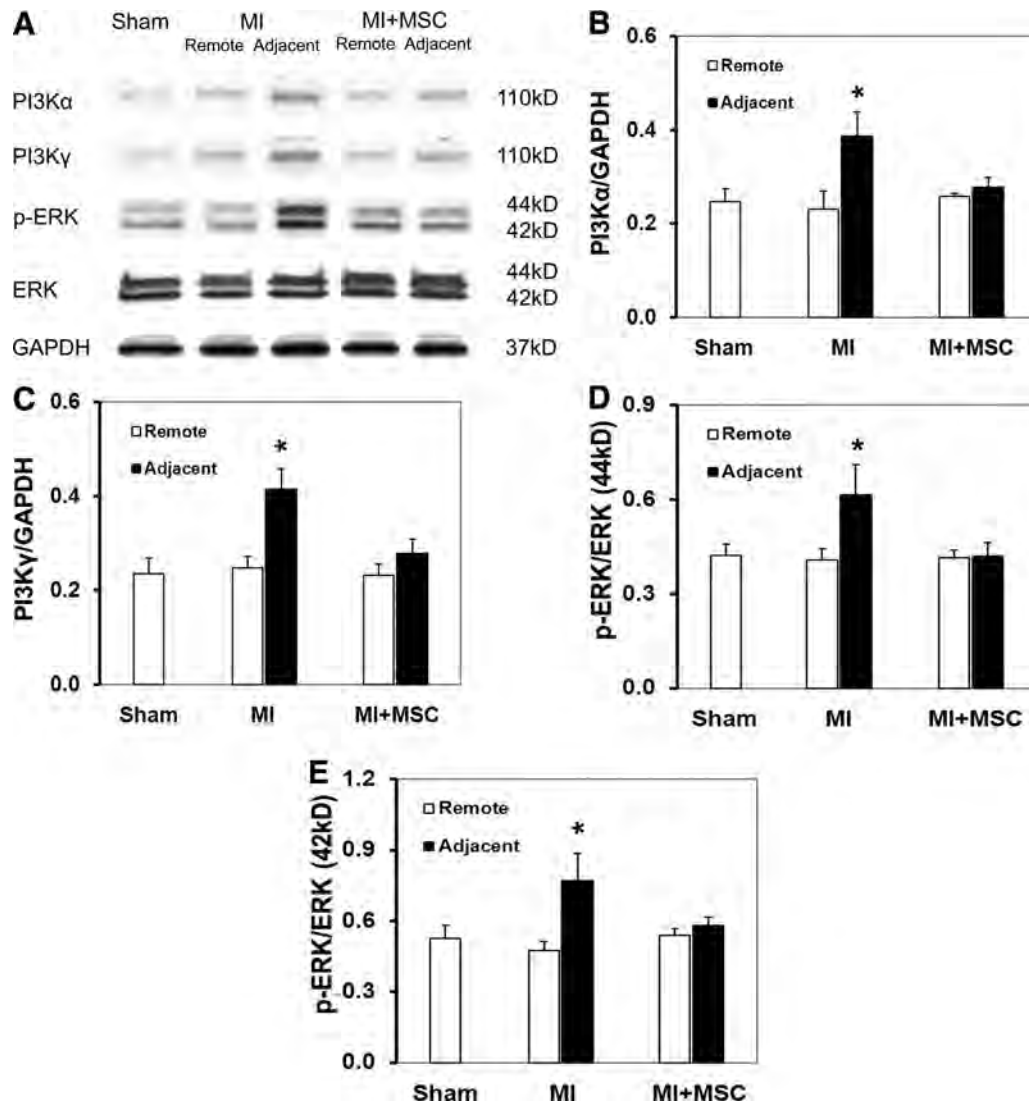 A
Sham MI MI+MSC
Remote Adjacent Remote Adjacent
PI3Kα 110kD
PI3Kγ 110kD
p-ERK 44kD
42kD
ERK 44kD
42kD
GAPDH 37kD
B
PI3Kα/GAPDH
0.6
0.4
0.2
0.0
Remote
Adjacent
*
Sham MI MI+MSC
C
PI3Kγ/GAPDH
0.6
0.4
0.2
0.0
Remote
Adjacent
*
Sham MI MI+MSC
D
p-ERK/ERK (44kD)
0.9
0.6
0.3
0.0
Remote
Adjacent
*
Sham MI MI+MSC
E
p-ERK/ERK (42kD)
1.2
0.9
0.6
0.3
0.0
Remote
Adjacent
*
Sham MI MI+MSC